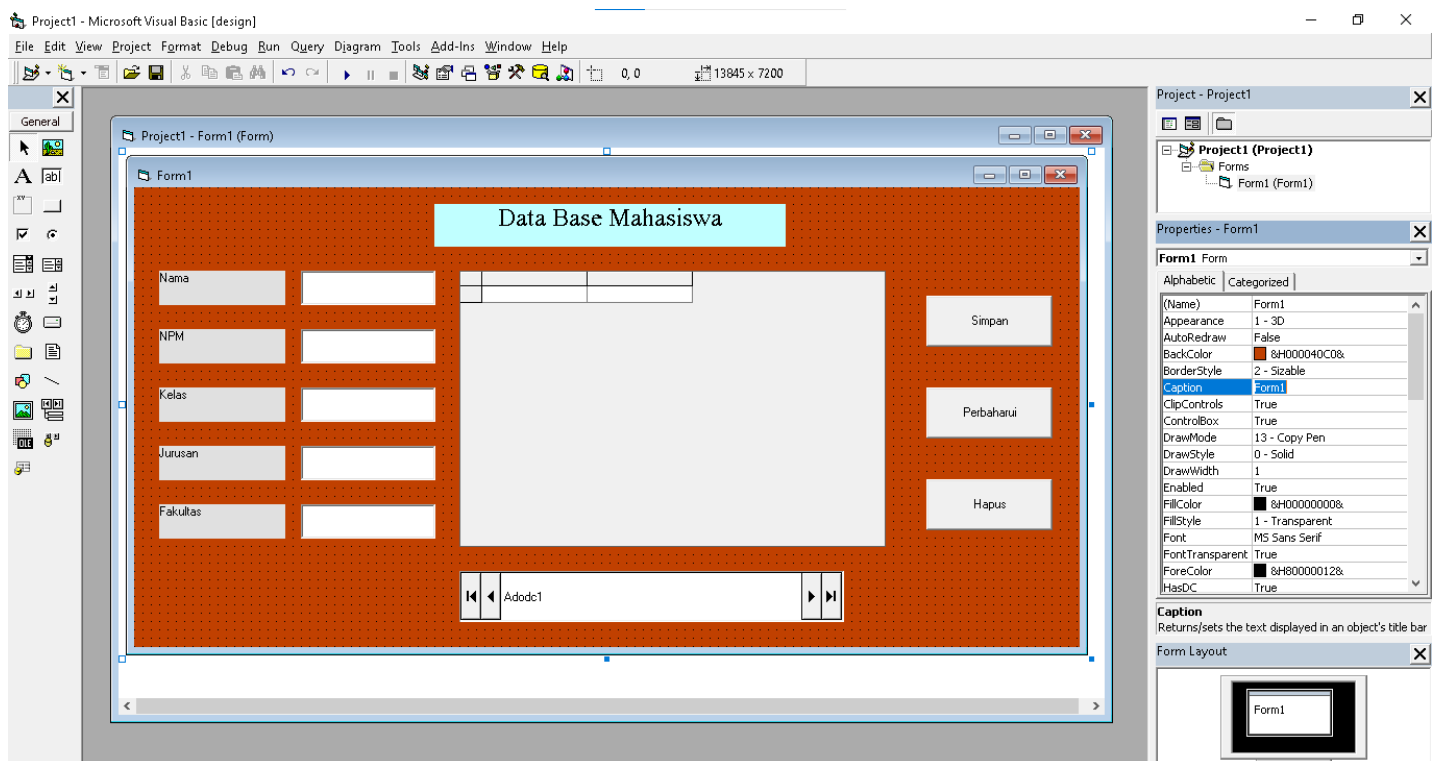 Project1 - Microsoft Visual Basic [design]
File Edit View Project Format Debug Run Query Diagram Tools Add-Ins Window Help
0, 0 13845 x 7200
General
A ab|
XY
OLE
Project1 - Form1 (Form)
Form1
Data Base Mahasiswa
Nama
NPM
Kelas
Jurusan
Fakultas
Simpan
Perbaharui
Hapus
Adodc1
Project - Project1
Project1 (Project1)
Forms
Form1 (Form1)
Properties - Form1
Form1 Form
Alphabetic Categorized
(Name) Form1
Appearance 1 - 3D
AutoRedraw False
BackColor &H000040C0&
BorderStyle 2 - Sizable
Caption Form1
ClipControls True
ControlBox True
DrawMode 13 - Copy Pen
DrawStyle 0 - Solid
DrawWidth 1
Enabled True
FillColor &H00000000&
FillStyle 1 - Transparent
Font MS Sans Serif
FontTransparent True
ForeColor &H80000012&
HasDC True
Caption
Returns/sets the text displayed in an object's title bar
Form Layout
Form1